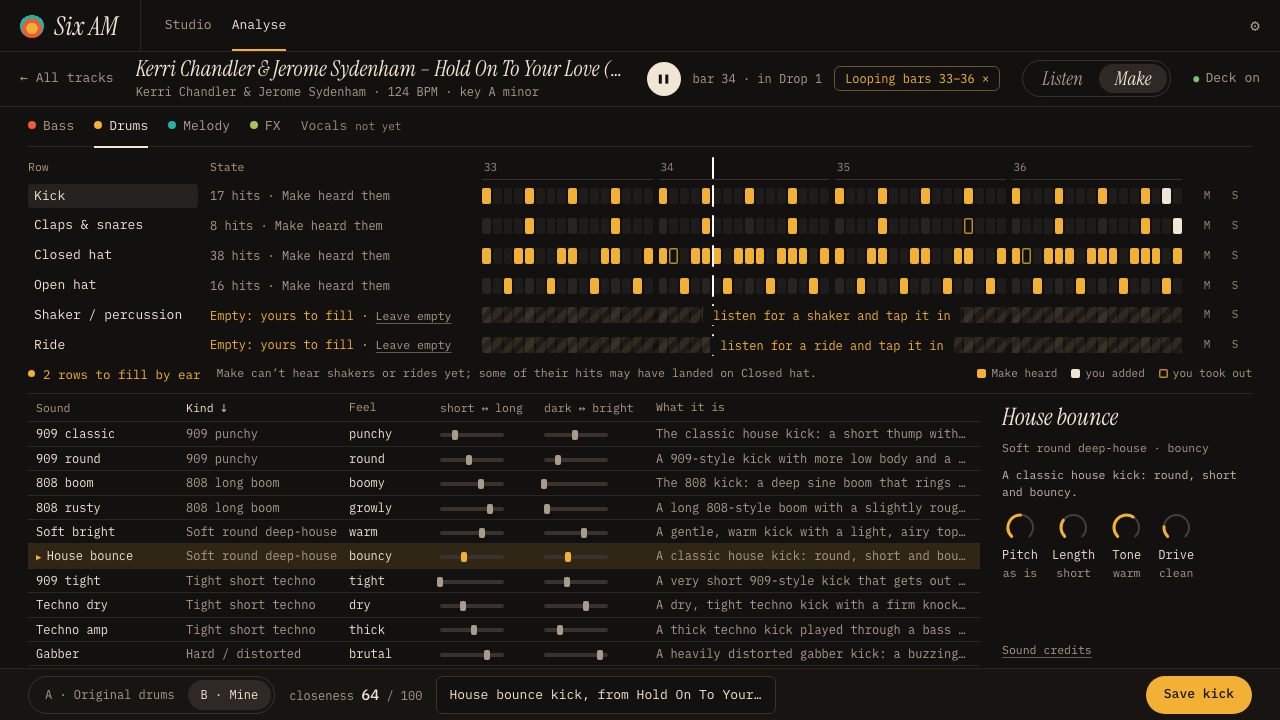 Six AM
Studio Analyse
← All tracks
Kerri Chandler & Jerome Sydenham – Hold On To Your Love (…
Kerri Chandler & Jerome Sydenham · 124 BPM · key A minor
bar 34 · in Drop 1
Looping bars 33–36 ×
Listen Make
Deck on
Bass Drums Melody FX Vocals not yet
Row State 33 34 35 36
Kick 17 hits · Make heard them M S
Claps & snares 8 hits · Make heard them M S
Closed hat 38 hits · Make heard them M S
Open hat 16 hits · Make heard them M S
Shaker / percussion Empty: yours to fill · Leave empty listen for a shaker and tap it in M S
Ride Empty: yours to fill · Leave empty listen for a ride and tap it in M S
2 rows to fill by ear Make can’t hear shakers or rides yet; some of their hits may have landed on Closed hat. Make heard you added you took out
Sound Kind ↓ Feel short ↔ long dark ↔ bright What it is
909 classic 909 punchy punchy The classic house kick: a short thump with…
909 round 909 punchy round A 909-style kick with more low body and a …
808 boom 808 long boom boomy The 808 kick: a deep sine boom that rings …
808 rusty 808 long boom growly A long 808-style boom with a slightly roug…
Soft bright Soft round deep-house warm A gentle, warm kick with a light, airy top…
▸ House bounce Soft round deep-house bouncy A classic house kick: round, short and bou…
909 tight Tight short techno tight A very short 909-style kick that gets out …
Techno dry Tight short techno dry A dry, tight techno kick with a firm knock…
Techno amp Tight short techno thick A thick techno kick played through a bass …
Gabber Hard / distorted brutal A heavily distorted gabber kick: a buzzing…
House bounce
Soft round deep-house · bouncy
A classic house kick: round, short
and bouncy.
Pitch Length Tone Drive
as is short warm clean
Sound credits
A · Original drums B · Mine
closeness 64 / 100
House bounce kick, from Hold On To Your…
Save kick